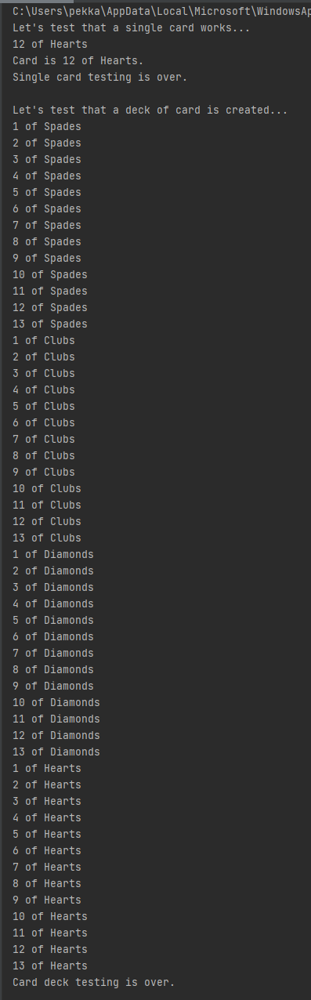 C:\Users\pekka\AppData\Local\Microsoft\WindowsAp
Let's test that a single card works...
12 of Hearts
Card is 12 of Hearts.
Single card testing is over.
Let's test that a deck of card is created...
1 of Spades
2 of Spades
3 of Spades
4 of Spades
5 of Spades
6 of Spades
7 of Spades
8 of Spades
9 of Spades
10 of Spades
11 of Spades
12 of Spades
13 of Spades
1 of Clubs
2 of Clubs
3 of Clubs
4 of Clubs
5 of Clubs
6 of Clubs
7 of Clubs
8 of Clubs
9 of Clubs
10 of Clubs
11 of Clubs
12 of Clubs
13 of Clubs
1 of Diamonds
2 of Diamonds
3 of Diamonds
4 of Diamonds
5 of Diamonds
6 of Diamonds
7 of Diamonds
8 of Diamonds
9 of Diamonds
10 of Diamonds
11 of Diamonds
12 of Diamonds
13 of Diamonds
1 of Hearts
2 of Hearts
3 of Hearts
4 of Hearts
5 of Hearts
6 of Hearts
7 of Hearts
8 of Hearts
9 of Hearts
10 of Hearts
11 of Hearts
12 of Hearts
13 of Hearts
Card deck testing is over.